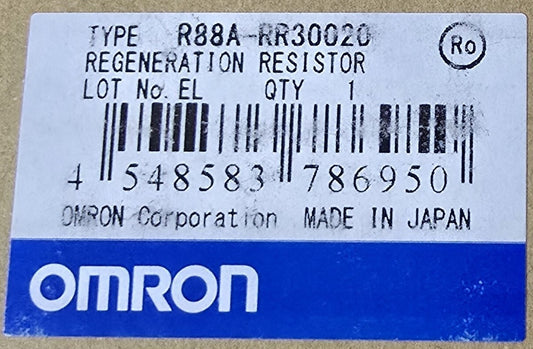 TYPE R88A-RR30020
Ro
REGENERATION RESISTOR
LOT No. EL QTY 1
4 548583 786950
OMRON Corporation MADE IN JAPAN
OMRON